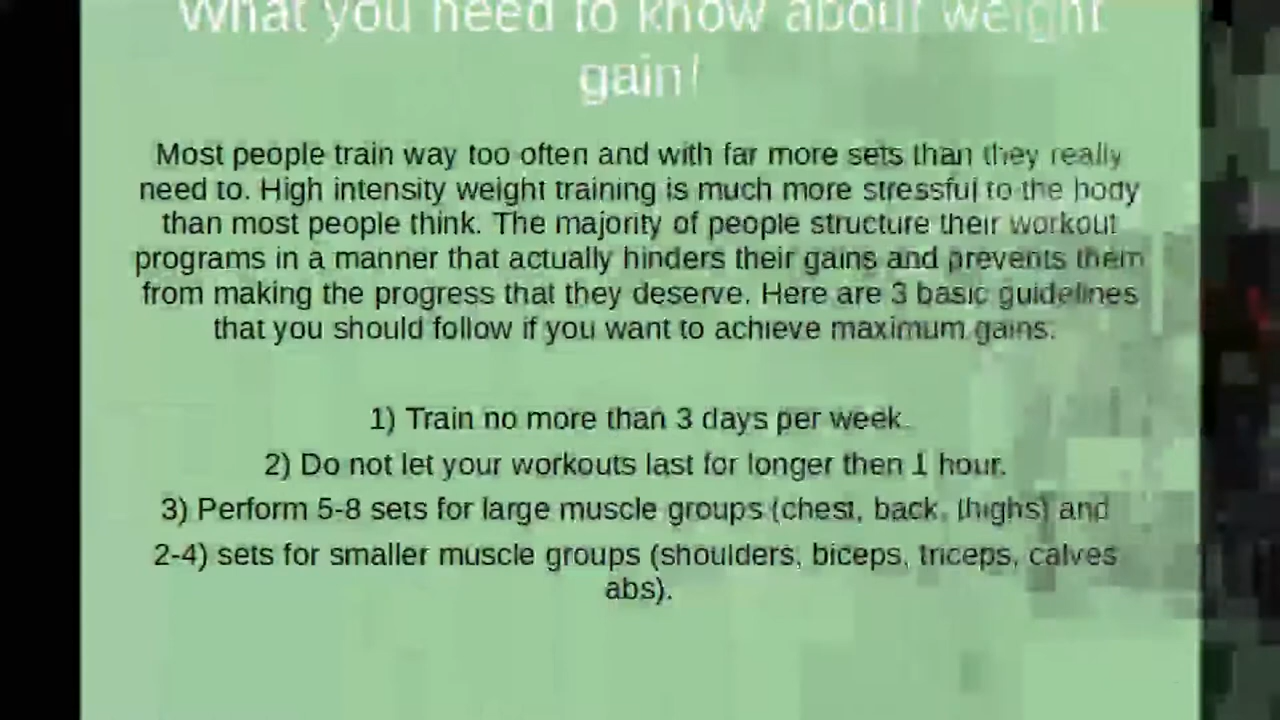 What you need to know about weight
gain!
Most people train way too often and with far more sets than they really
need to. High intensity weight training is much more stressful to the body
than most people think. The majority of people structure their workout
programs in a manner that actually hinders their gains and prevents them
from making the progress that they deserve. Here are 3 basic guidelines
that you should follow if you want to achieve maximum gains.
1) Train no more than 3 days per week.
2) Do not let your workouts last for longer then 1 hour.
3) Perform 5-8 sets for large muscle groups (chest, back, thighs) and
2-4) sets for smaller muscle groups (shoulders, biceps, triceps, calves
abs).